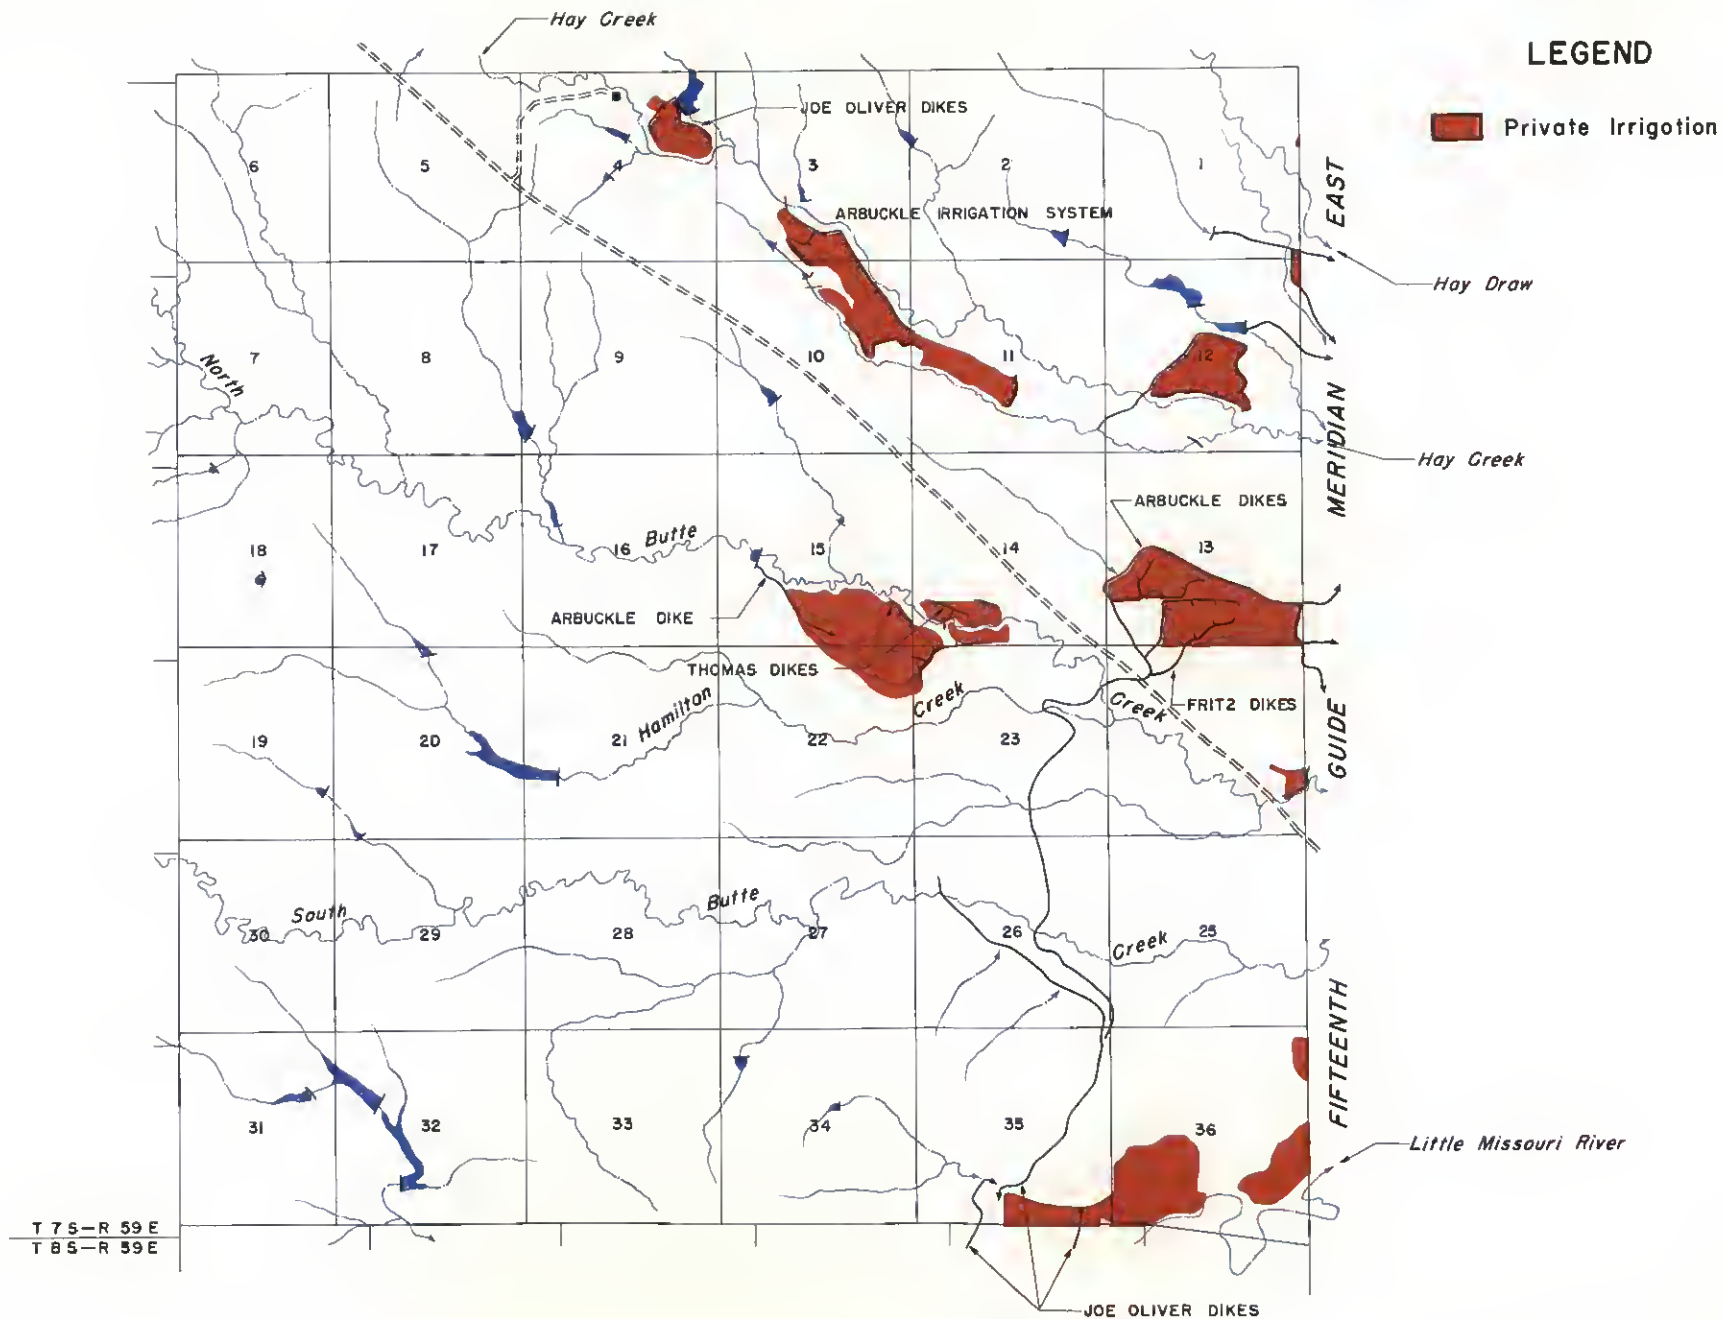 Hay Creek
LEGEND
Private Irrigation
JOE OLIVER DIKES
6
5
4
3
2
1
EAST
ARBUCKLE IRRIGATION SYSTEM
Hay Draw
7
8
9
10
11
12
North
MERIDIAN
Hay Creek
ARBUCKLE DIKES
18
17
16
Butte
15
14
13
ARBUCKLE DIKE
THOMAS DIKES
Creek
Creek
FRITZ DIKES
19
20
21
Hamilton
22
23
GUIDE
South
Butte
30
29
28
27
26
Creek
25
FIFTEENTH
31
32
33
34
35
36
Little Missouri River
T 7 S—R 59 E
T 8 S—R 59 E
JOE OLIVER DIKES